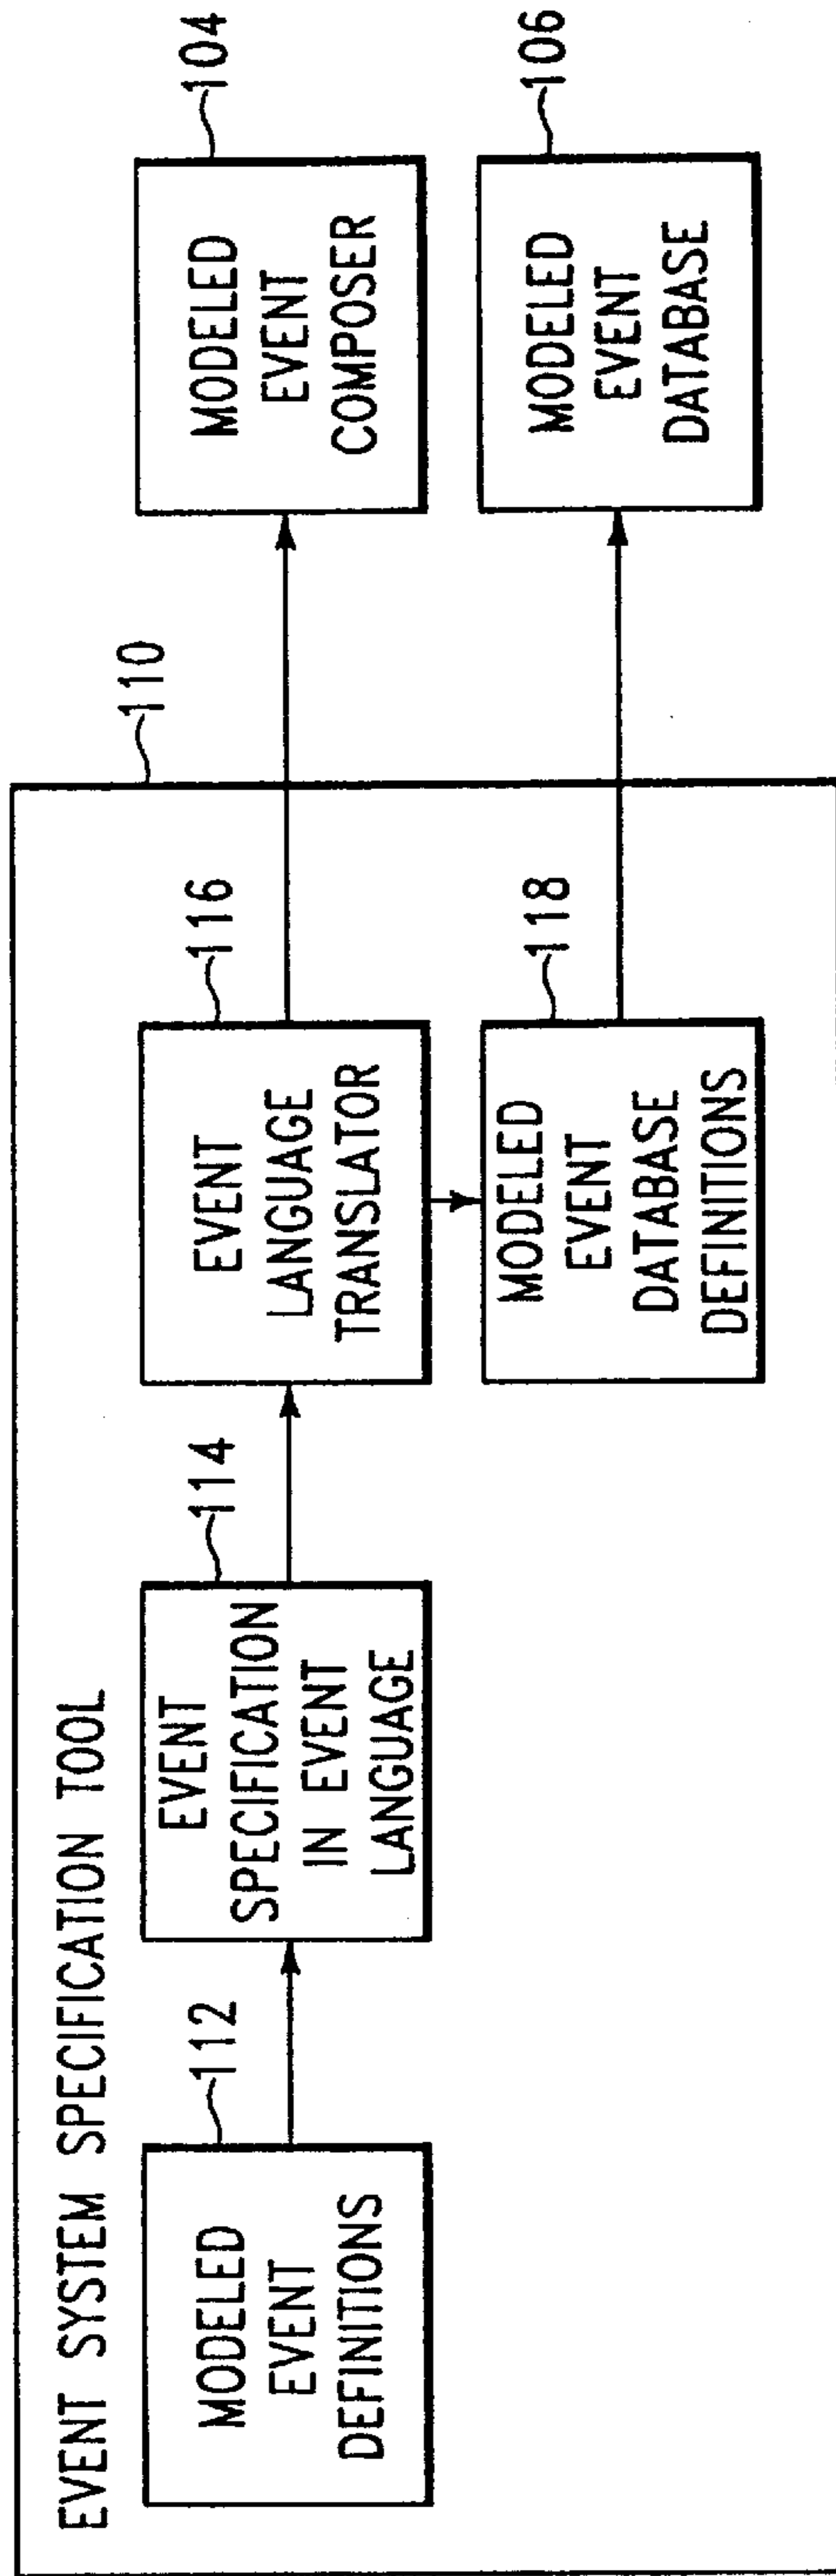 EVENT SYSTEM SPECIFICATION TOOL
110
112
MODELED
EVENT
DEFINITIONS
114
EVENT
SPECIFICATION
IN EVENT
LANGUAGE
116
EVENT
LANGUAGE
TRANSLATOR
118
MODELED
EVENT
DATABASE
DEFINITIONS
104
MODELED
EVENT
COMPOSER
106
MODELED
EVENT
DATABASE